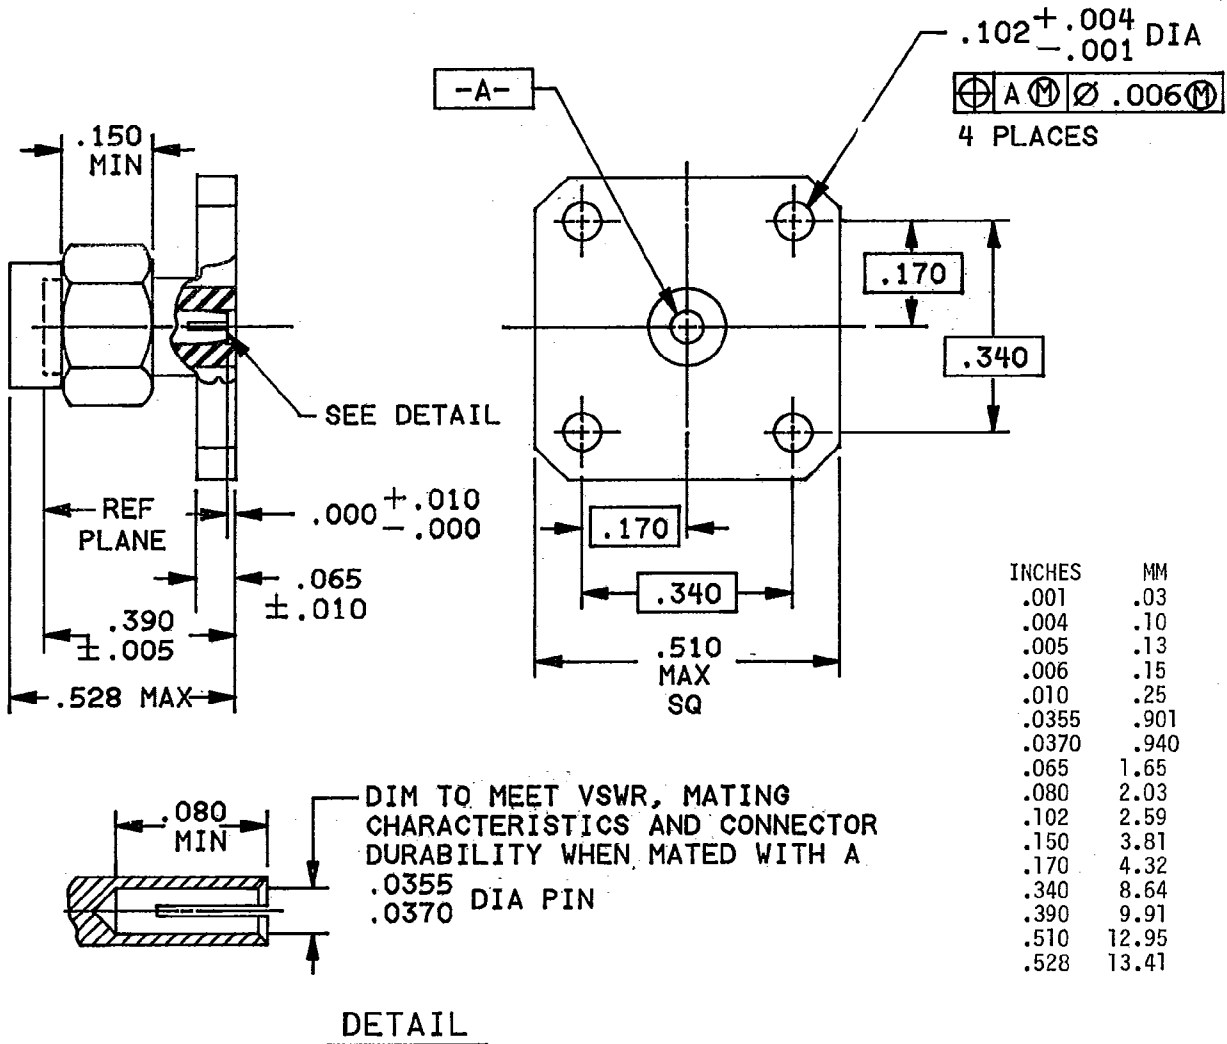 .102 +.004 -.001 DIA
-A-
⌖ A Ⓜ Ø .006 Ⓜ
4 PLACES
.150
MIN
.170
.340
SEE DETAIL
REF
PLANE
.000 +.010 -.000
.170
.065
±.010
.340
.390
±.005
.510
MAX
SQ
.528 MAX
INCHES MM
.001 .03
.004 .10
.005 .13
.006 .15
.010 .25
.0355 .901
.0370 .940
.065 1.65
.080 2.03
.102 2.59
.150 3.81
.170 4.32
.340 8.64
.390 9.91
.510 12.95
.528 13.41
.080
MIN
DIM TO MEET VSWR, MATING
CHARACTERISTICS AND CONNECTOR
DURABILITY WHEN MATED WITH A
.0355
.0370 DIA PIN
DETAIL